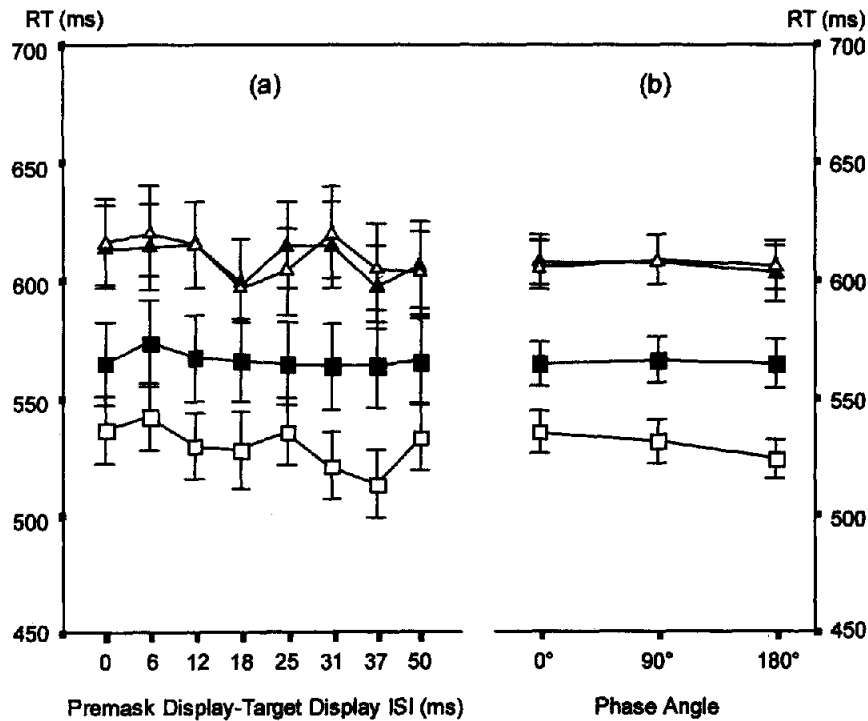 RT (ms)
RT (ms)
700
700
(a)
(b)
650
650
600
600
550
550
500
500
450
450
0 6 12 18 25 31 37 50
0° 90° 180°
Premask Display-Target Display ISI (ms)
Phase Angle